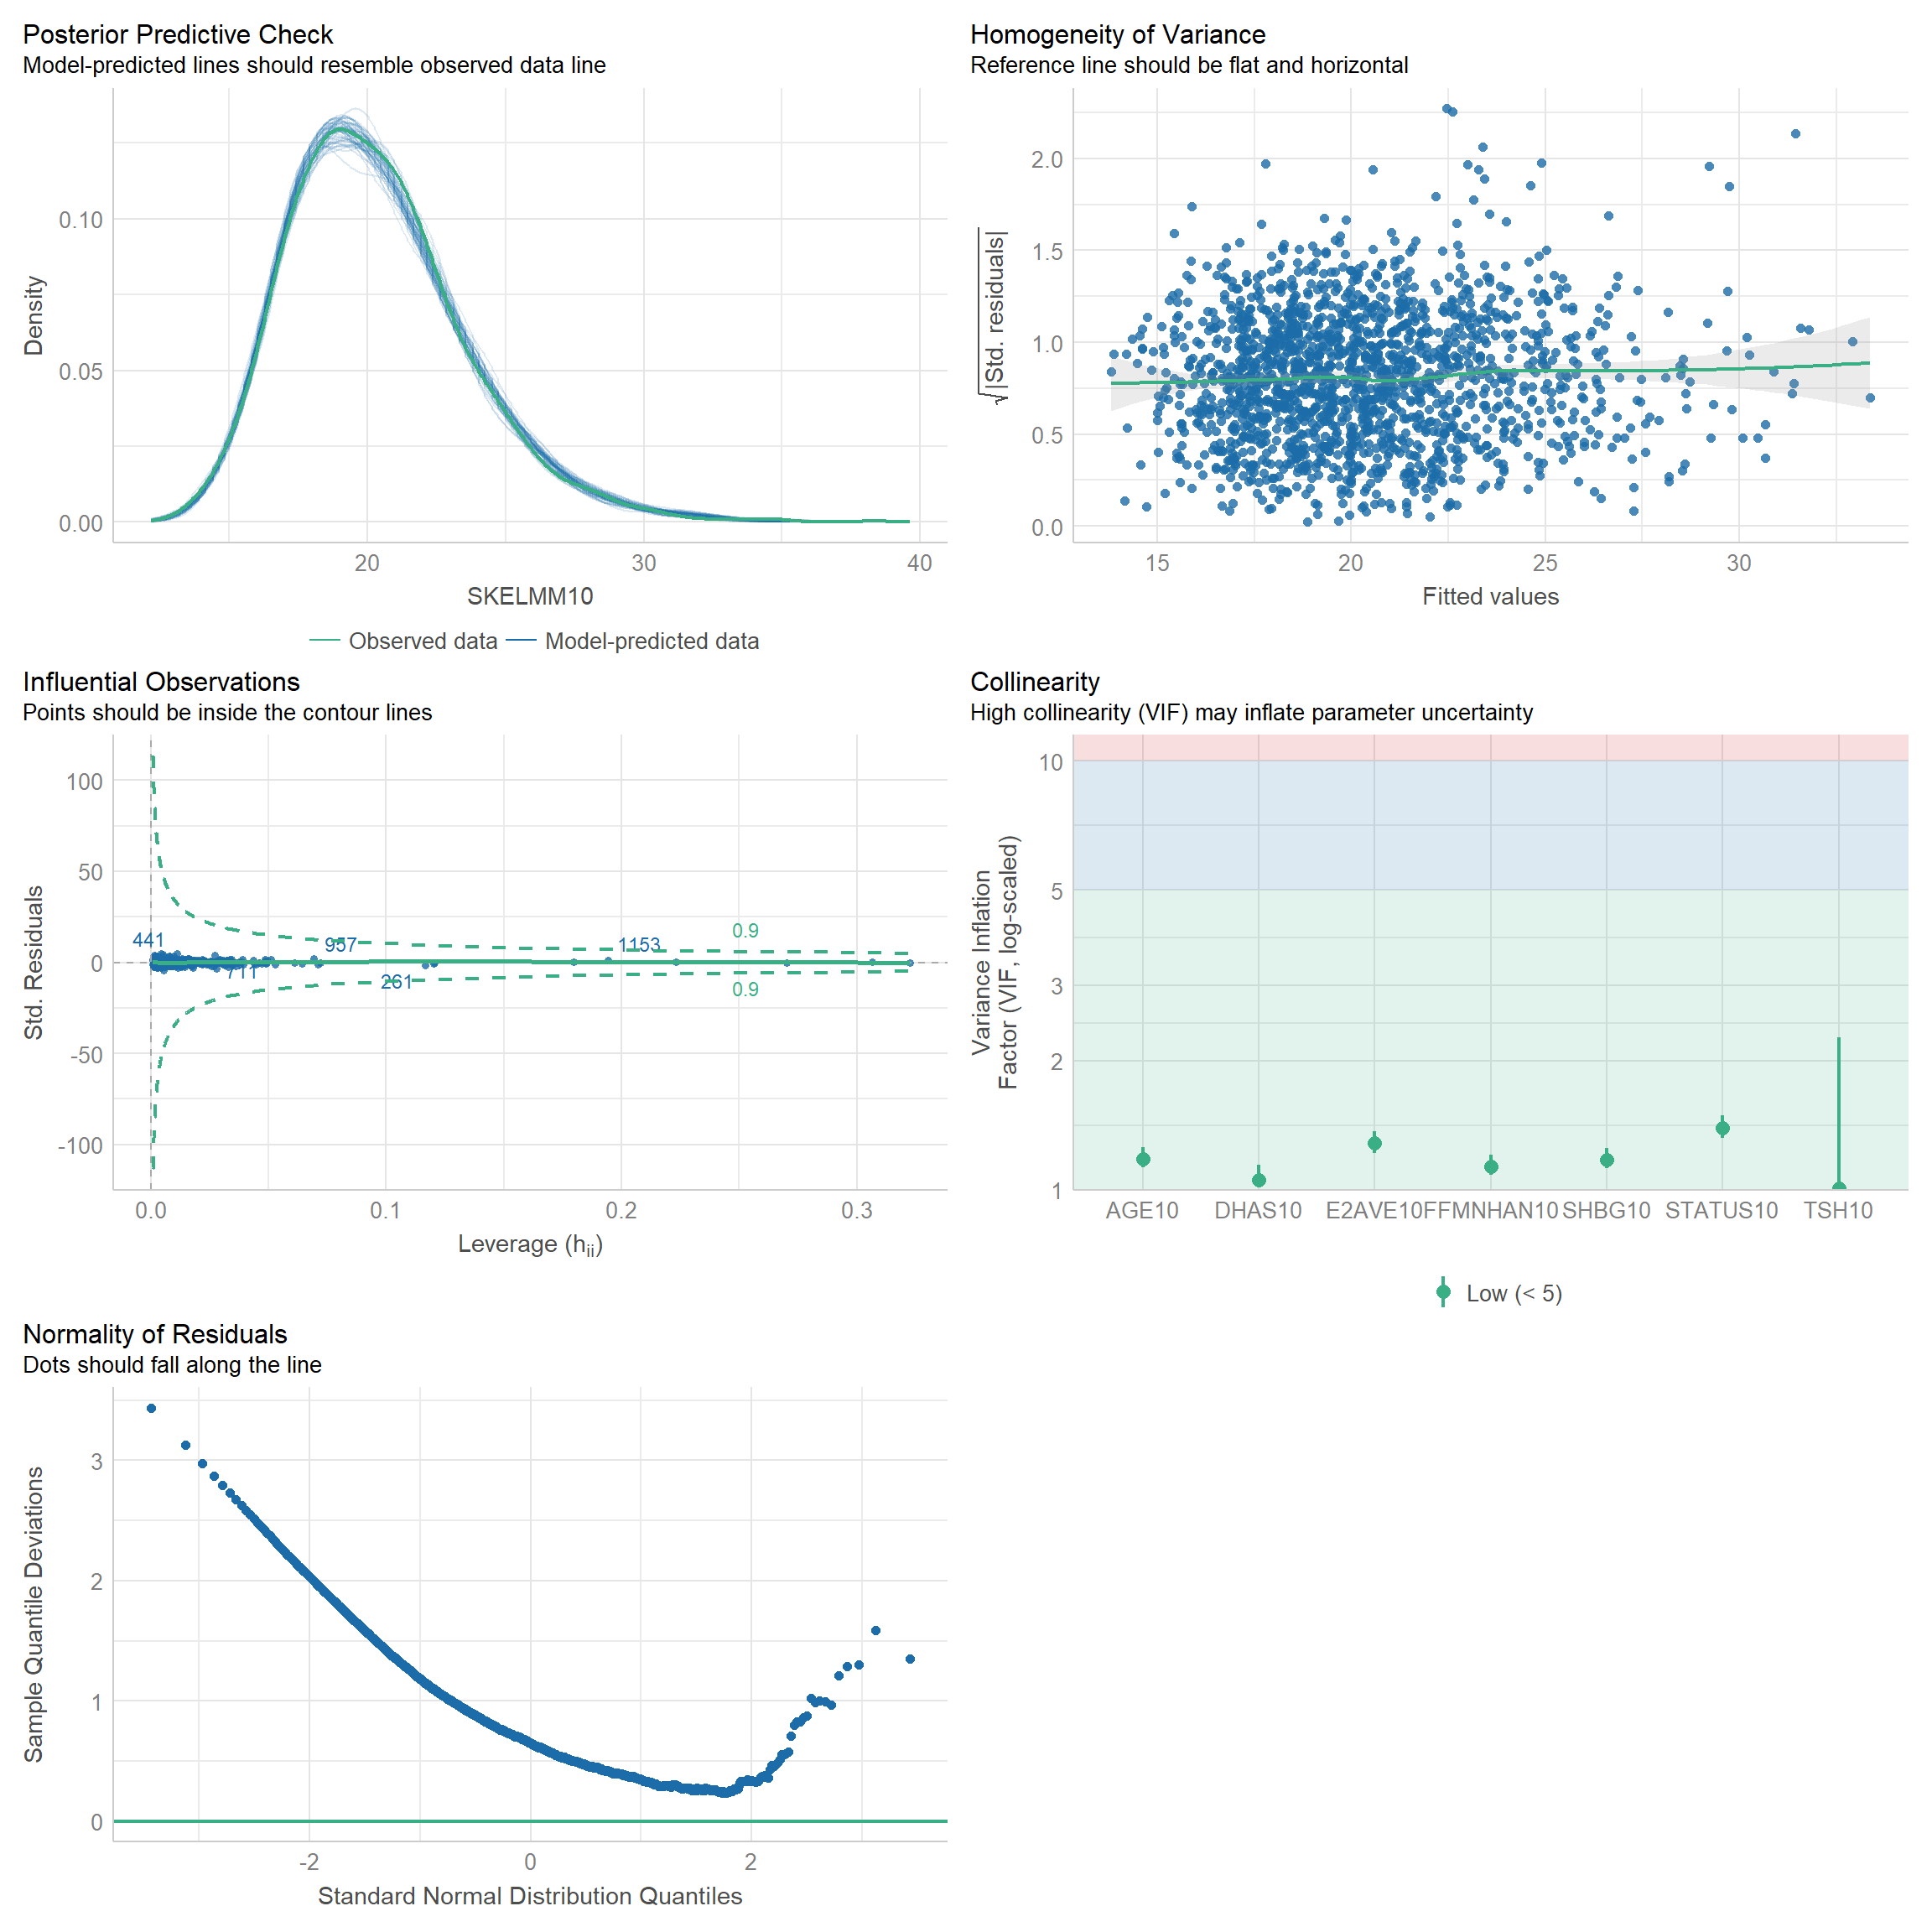 Posterior Predictive Check
Model-predicted lines should resemble observed data line
Density
0.10
0.05
0.00
20
30
40
SKELMM10
Observed data
Model-predicted data
Homogeneity of Variance
Reference line should be flat and horizontal
√|Std. residuals|
2.0
1.5
1.0
0.5
0.0
15
20
25
30
Fitted values
Influential Observations
Points should be inside the contour lines
Std. Residuals
100
50
0
-50
-100
441
957
1153
0.9
711
261
0.9
0.0
0.1
0.2
0.3
Leverage (hii)
Collinearity
High collinearity (VIF) may inflate parameter uncertainty
Variance Inflation
Factor (VIF, log-scaled)
10
5
3
2
1
AGE10
DHAS10
E2AVE10
FFMNHAN10
SHBG10
STATUS10
TSH10
Low (< 5)
Normality of Residuals
Dots should fall along the line
Sample Quantile Deviations
3
2
1
0
-2
0
2
Standard Normal Distribution Quantiles